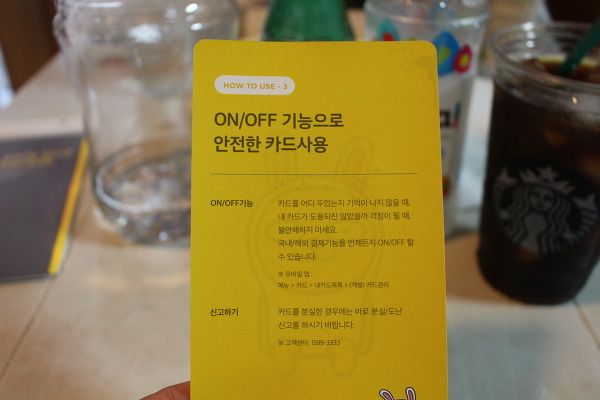 HOW TO USE - 3
ON/OFF 기능으로
안전한 카드사용
ON/OFF기능
카드를 어디 두었는지 기억이 나지 않을 때,
내 카드가 도용되진 않았을까 걱정이 될 때,
불안해하지 마세요.
국내/해외 결제기능을 언제든지 ON/OFF 할
수 있습니다.
※ 모바일 앱 :
메뉴 > 카드 > 내카드목록 > (개별) 카드관리
신고하기
카드를 분실한 경우에는 바로 분실/도난
신고를 하시기 바랍니다.
※ 고객센터: 1599-3333